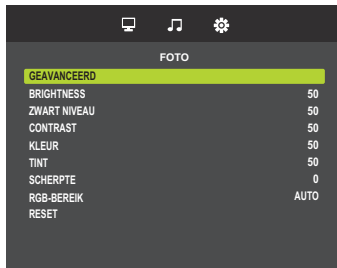 FOTO
GEAVANCEERD
BRIGHTNESS 50
ZWART NIVEAU 50
CONTRAST 50
KLEUR 50
TINT 50
SCHERPTE 0
RGB-BEREIK AUTO
RESET